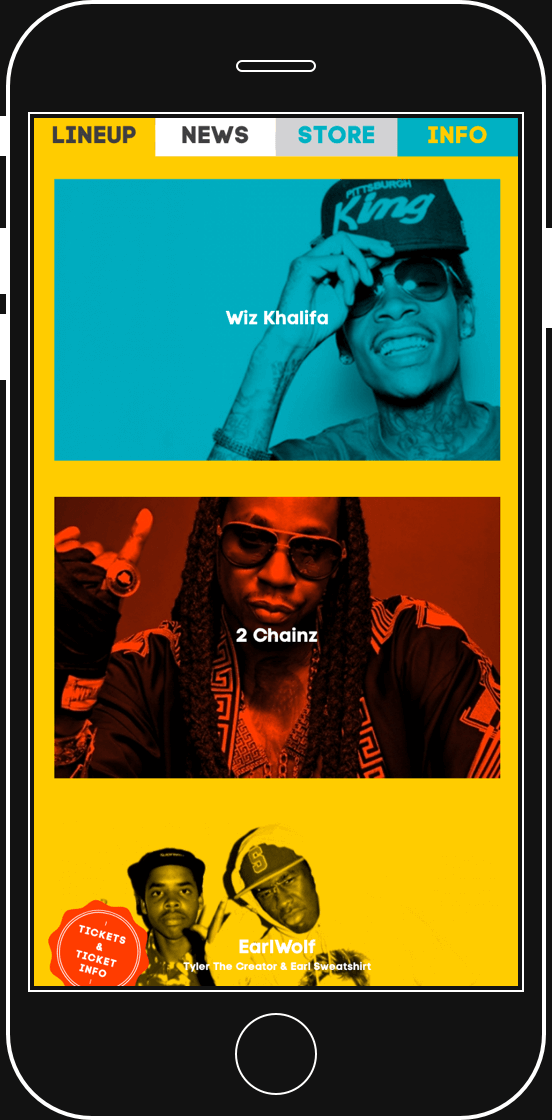 LINEUP NEWS STORE INFO
PITTSBURGH
King
Wiz Khalifa
2 Chainz
S
EarlWolf
Tyler The Creator & Earl Sweatshirt
TICKETS
&
TICKET
INFO